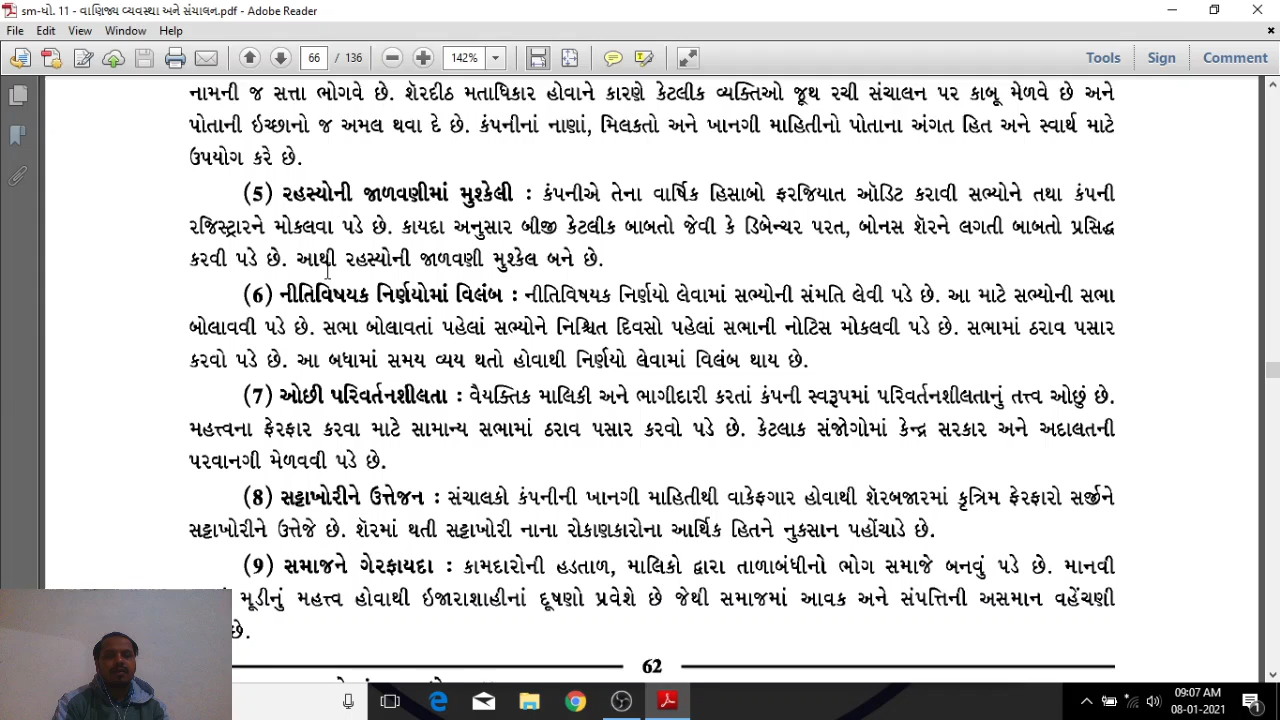 sm-ધો. 11 - વાણિજ્ય વ્યવસ્થા અને સંચાલન.pdf - Adobe Reader
File Edit View Window Help
66 / 136 142% Tools Sign Comment
નામની જ સત્તા ભોગવે છે. શૅરદીઠ મતાધિકાર હોવાને કારણે કેટલીક વ્યક્તિઓ જૂથ રચી સંચાલન પર કાબૂ મેળવે છે અને
પોતાની ઇચ્છાનો જ અમલ થવા દે છે. કંપનીનાં નાણાં, મિલકતો અને ખાનગી માહિતીનો પોતાના અંગત હિત અને સ્વાર્થ માટે
ઉપયોગ કરે છે.
(5) રહસ્યોની જાળવણીમાં મુશ્કેલી : કંપનીએ તેના વાર્ષિક હિસાબો ફરજિયાત ઑડિટ કરાવી સભ્યોને તથા કંપની
રજિસ્ટ્રારને મોકલવા પડે છે. કાયદા અનુસાર બીજી કેટલીક બાબતો જેવી કે ડિબેન્ચર પરત, બોનસ શૅરને લગતી બાબતો પ્રસિદ્ધ
કરવી પડે છે. આથી રહસ્યોની જાળવણી મુશ્કેલ બને છે.
(6) નીતિવિષયક નિર્ણયોમાં વિલંબ : નીતિવિષયક નિર્ણયો લેવામાં સભ્યોની સંમતિ લેવી પડે છે. આ માટે સભ્યોની સભા
બોલાવવી પડે છે. સભા બોલાવતાં પહેલાં સભ્યોને નિશ્ચિત દિવસો પહેલાં સભાની નોટિસ મોકલવી પડે છે. સભામાં ઠરાવ પસાર
કરવો પડે છે. આ બધામાં સમય વ્યય થતો હોવાથી નિર્ણયો લેવામાં વિલંબ થાય છે.
(7) ઓછી પરિવર્તનશીલતા : વૈયક્તિક માલિકી અને ભાગીદારી કરતાં કંપની સ્વરૂપમાં પરિવર્તનશીલતાનું તત્ત્વ ઓછું છે.
મહત્ત્વના ફેરફાર કરવા માટે સામાન્ય સભામાં ઠરાવ પસાર કરવો પડે છે. કેટલાક સંજોગોમાં કેન્દ્ર સરકાર અને અદાલતની
પરવાનગી મેળવવી પડે છે.
(8) સટ્ટાખોરીને ઉત્તેજન : સંચાલકો કંપનીની ખાનગી માહિતીથી વાકેફગાર હોવાથી શૅરબજારમાં કૃત્રિમ ફેરફારો સર્જીને
સટ્ટાખોરીને ઉત્તેજે છે. શૅરમાં થતી સટ્ટાખોરી નાના રોકાણકારોના આર્થિક હિતને નુકસાન પહોંચાડે છે.
(9) સમાજને ગેરફાયદા : કામદારોની હડતાળ, માલિકો દ્વારા તાળાબંધીનો ભોગ સમાજે બનવું પડે છે. માનવી
મૂડીનું મહત્ત્વ હોવાથી ઇજારાશાહીનાં દૂષણો પ્રવેશે છે જેથી સમાજમાં આવક અને સંપત્તિની અસમાન વહેંચણી
છે.
62
09:07 AM
08-01-2021